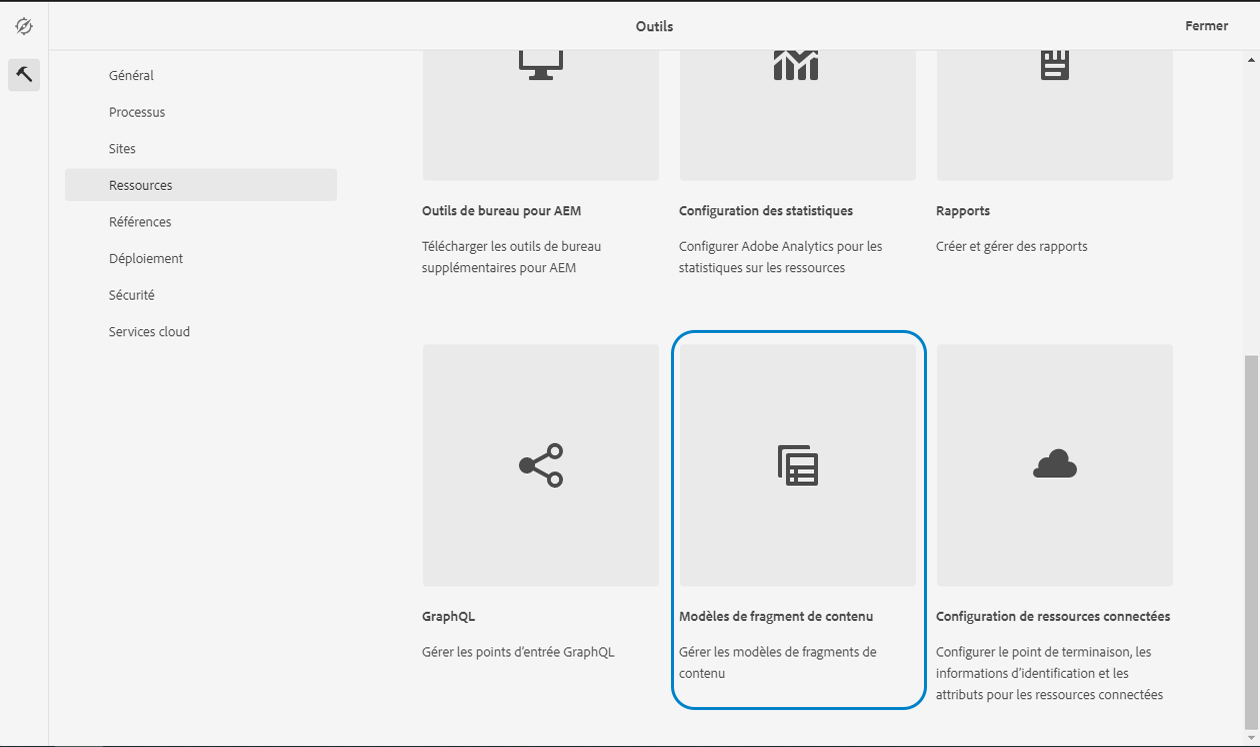 Outils
Fermer
Général
Processus
Sites
Ressources
Références
Déploiement
Sécurité
Services cloud
Outils de bureau pour AEM
Télécharger les outils de bureau
supplémentaires pour AEM
Configuration des statistiques
Configurer Adobe Analytics pour les
statistiques sur les ressources
Rapports
Créer et gérer des rapports
GraphQL
Gérer les points d’entrée GraphQL
Modèles de fragment de contenu
Gérer les modèles de fragments de
contenu
Configuration de ressources connectées
Configurer le point de terminaison, les
informations d’identification et les
attributs pour les ressources connectées